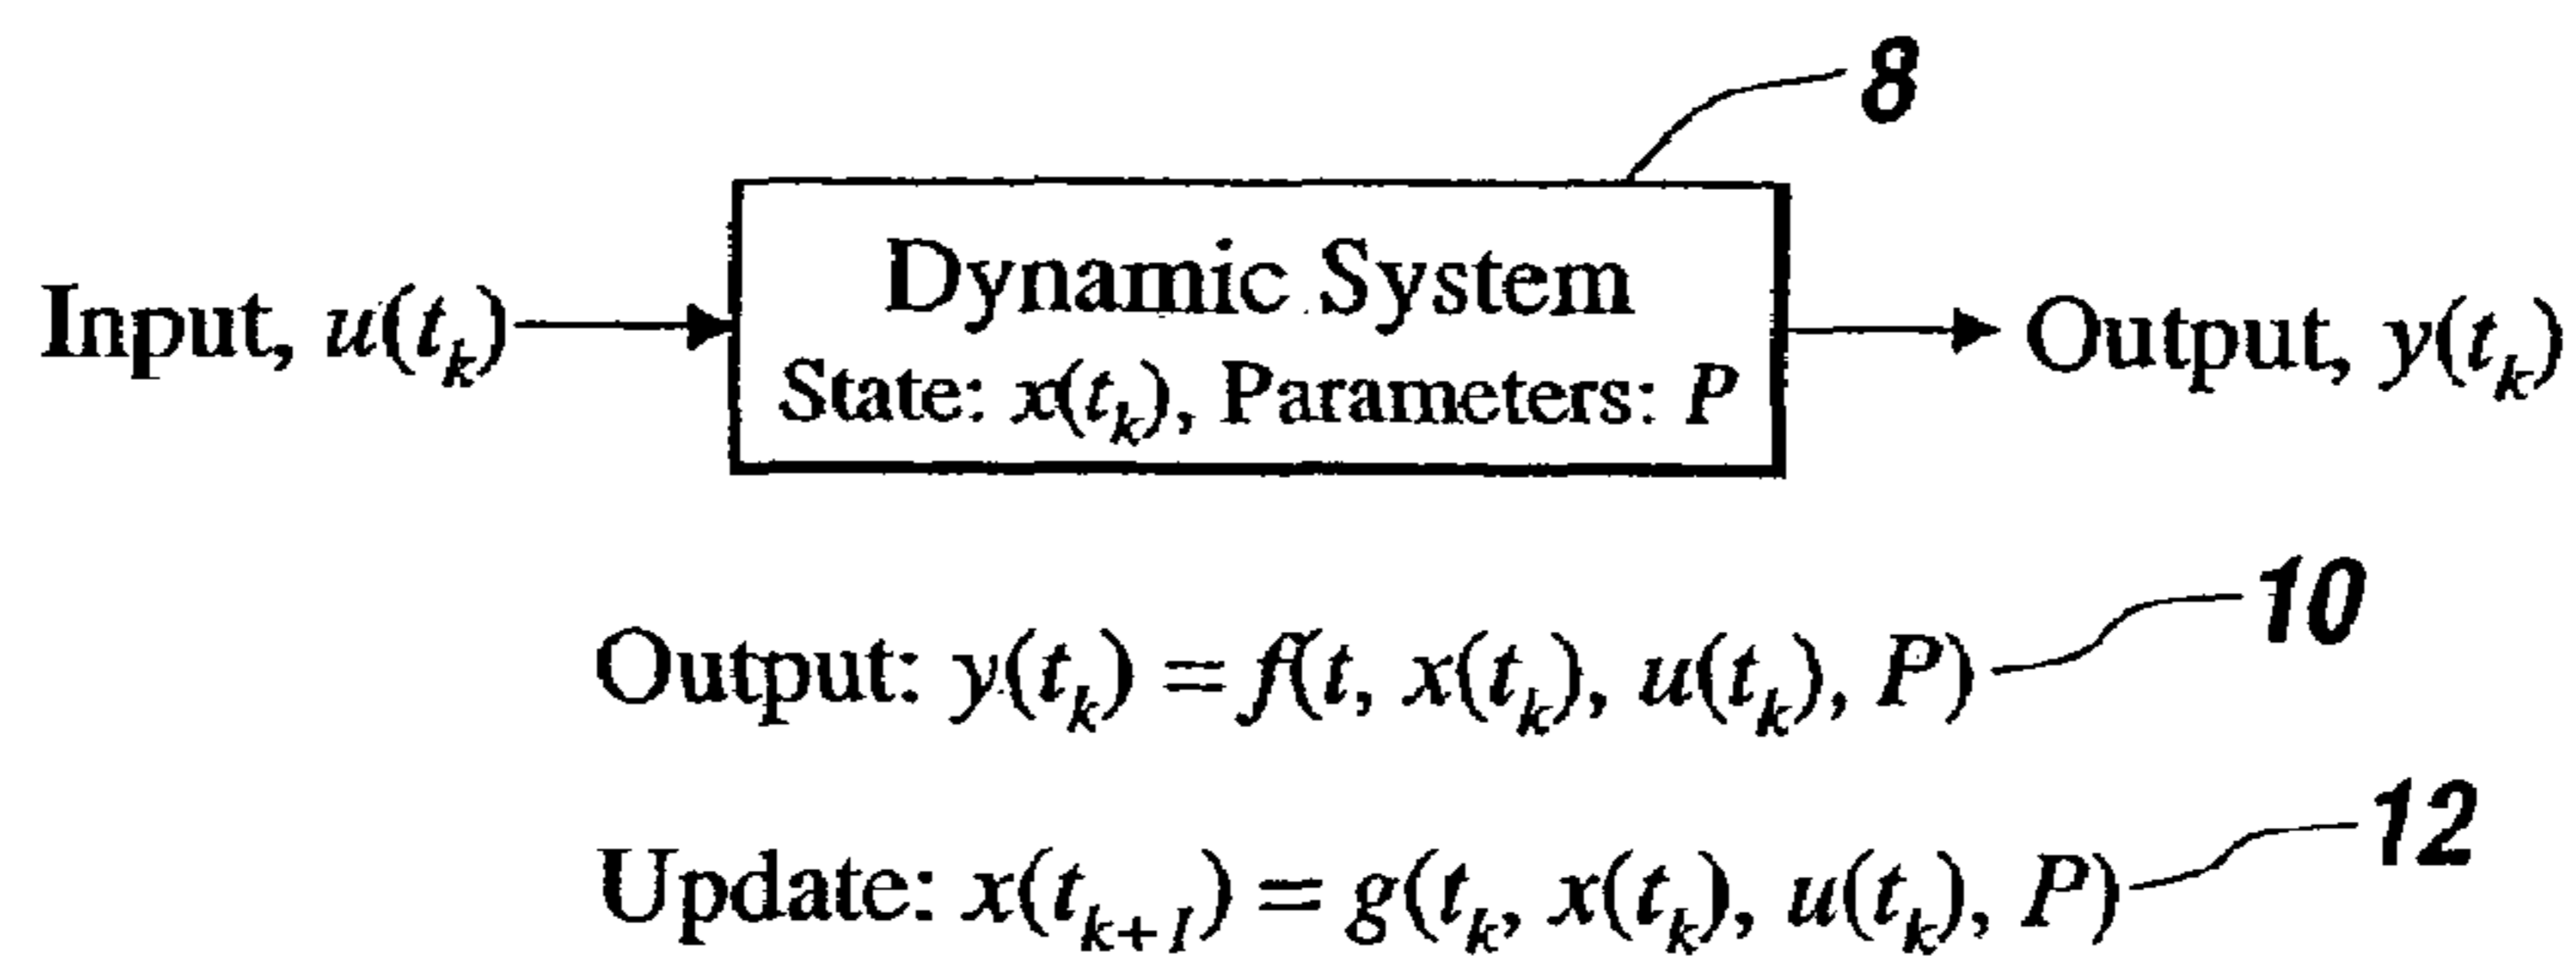 8
Input, u(t_k)
Dynamic System
State: x(t_k), Parameters: P
Output, y(t_k)
Output: y(t_k) = f(t, x(t_k), u(t_k), P)
10
Update: x(t_{k+1}) = g(t_k, x(t_k), u(t_k), P)
12